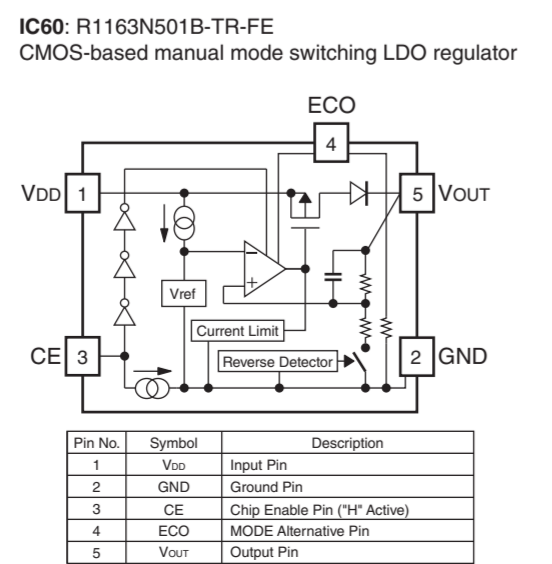 IC60: R1163N501B-TR-FE
CMOS-based manual mode switching LDO regulator
ECO
4
VDD 1
5 VOUT
−
+
Vref
Current Limit
CE 3
Reverse Detector
2 GND
Pin No. Symbol Description
1 VDD Input Pin
2 GND Ground Pin
3 CE Chip Enable Pin ("H" Active)
4 ECO MODE Alternative Pin
5 VOUT Output Pin